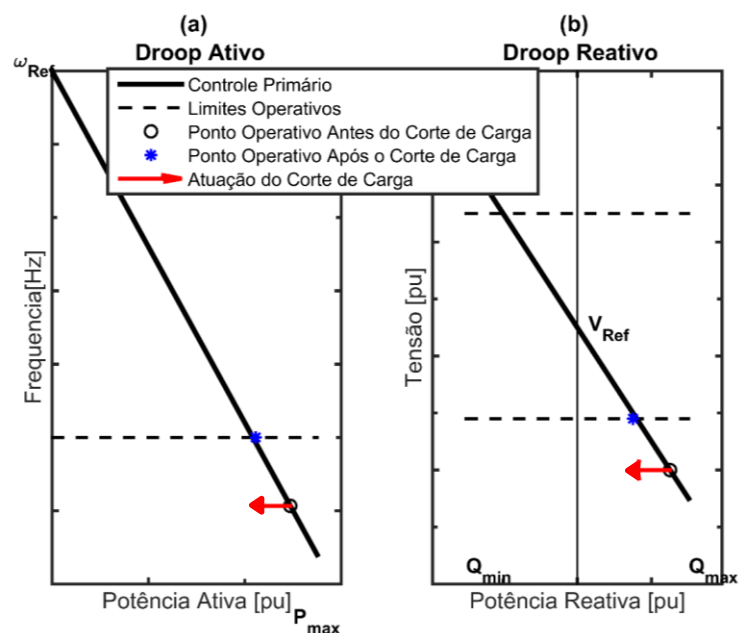 (a)
Droop Ativo
(b)
Droop Reativo
ωRef
Controle Primário
Limites Operativos
Ponto Operativo Antes do Corte de Carga
Ponto Operativo Após o Corte de Carga
Atuação do Corte de Carga
Frequencia[Hz]
Tensão [pu]
VRef
Qmin
Qmax
Potência Ativa [pu]
Pmax
Potência Reativa [pu]